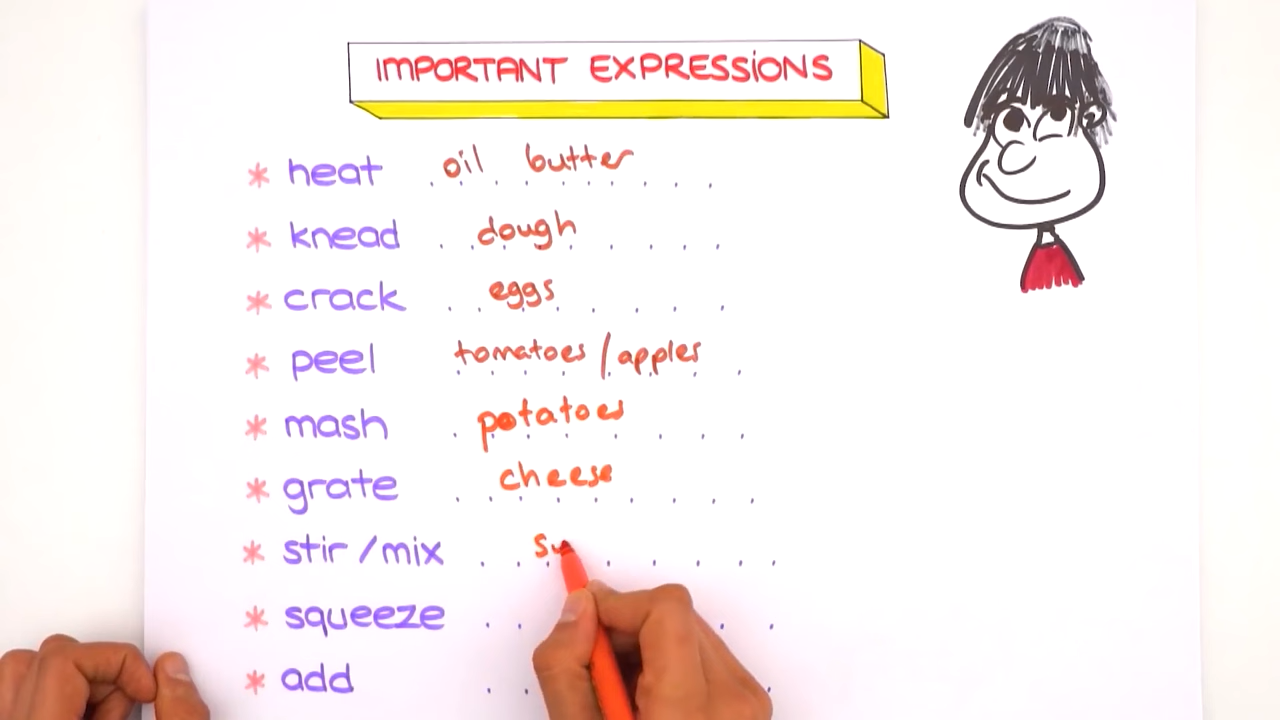 IMPORTANT EXPRESSIONS
* heat oil butter
* knead dough
* crack eggs
* peel tomatoes / apples
* mash potatoes
* grate cheese
* stir / mix
* squeeze
* add